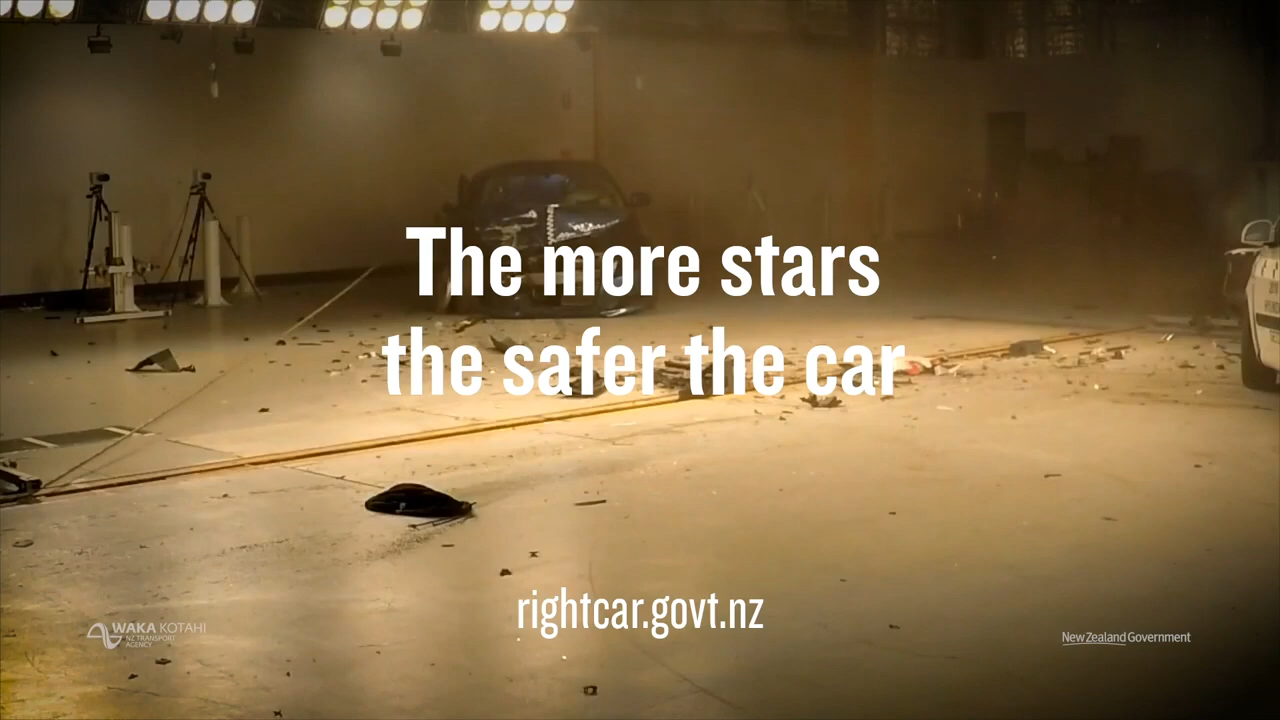 The more stars
the safer the car
rightcar.govt.nz
WAKA KOTAHI
NZ TRANSPORT
AGENCY
New Zealand Government